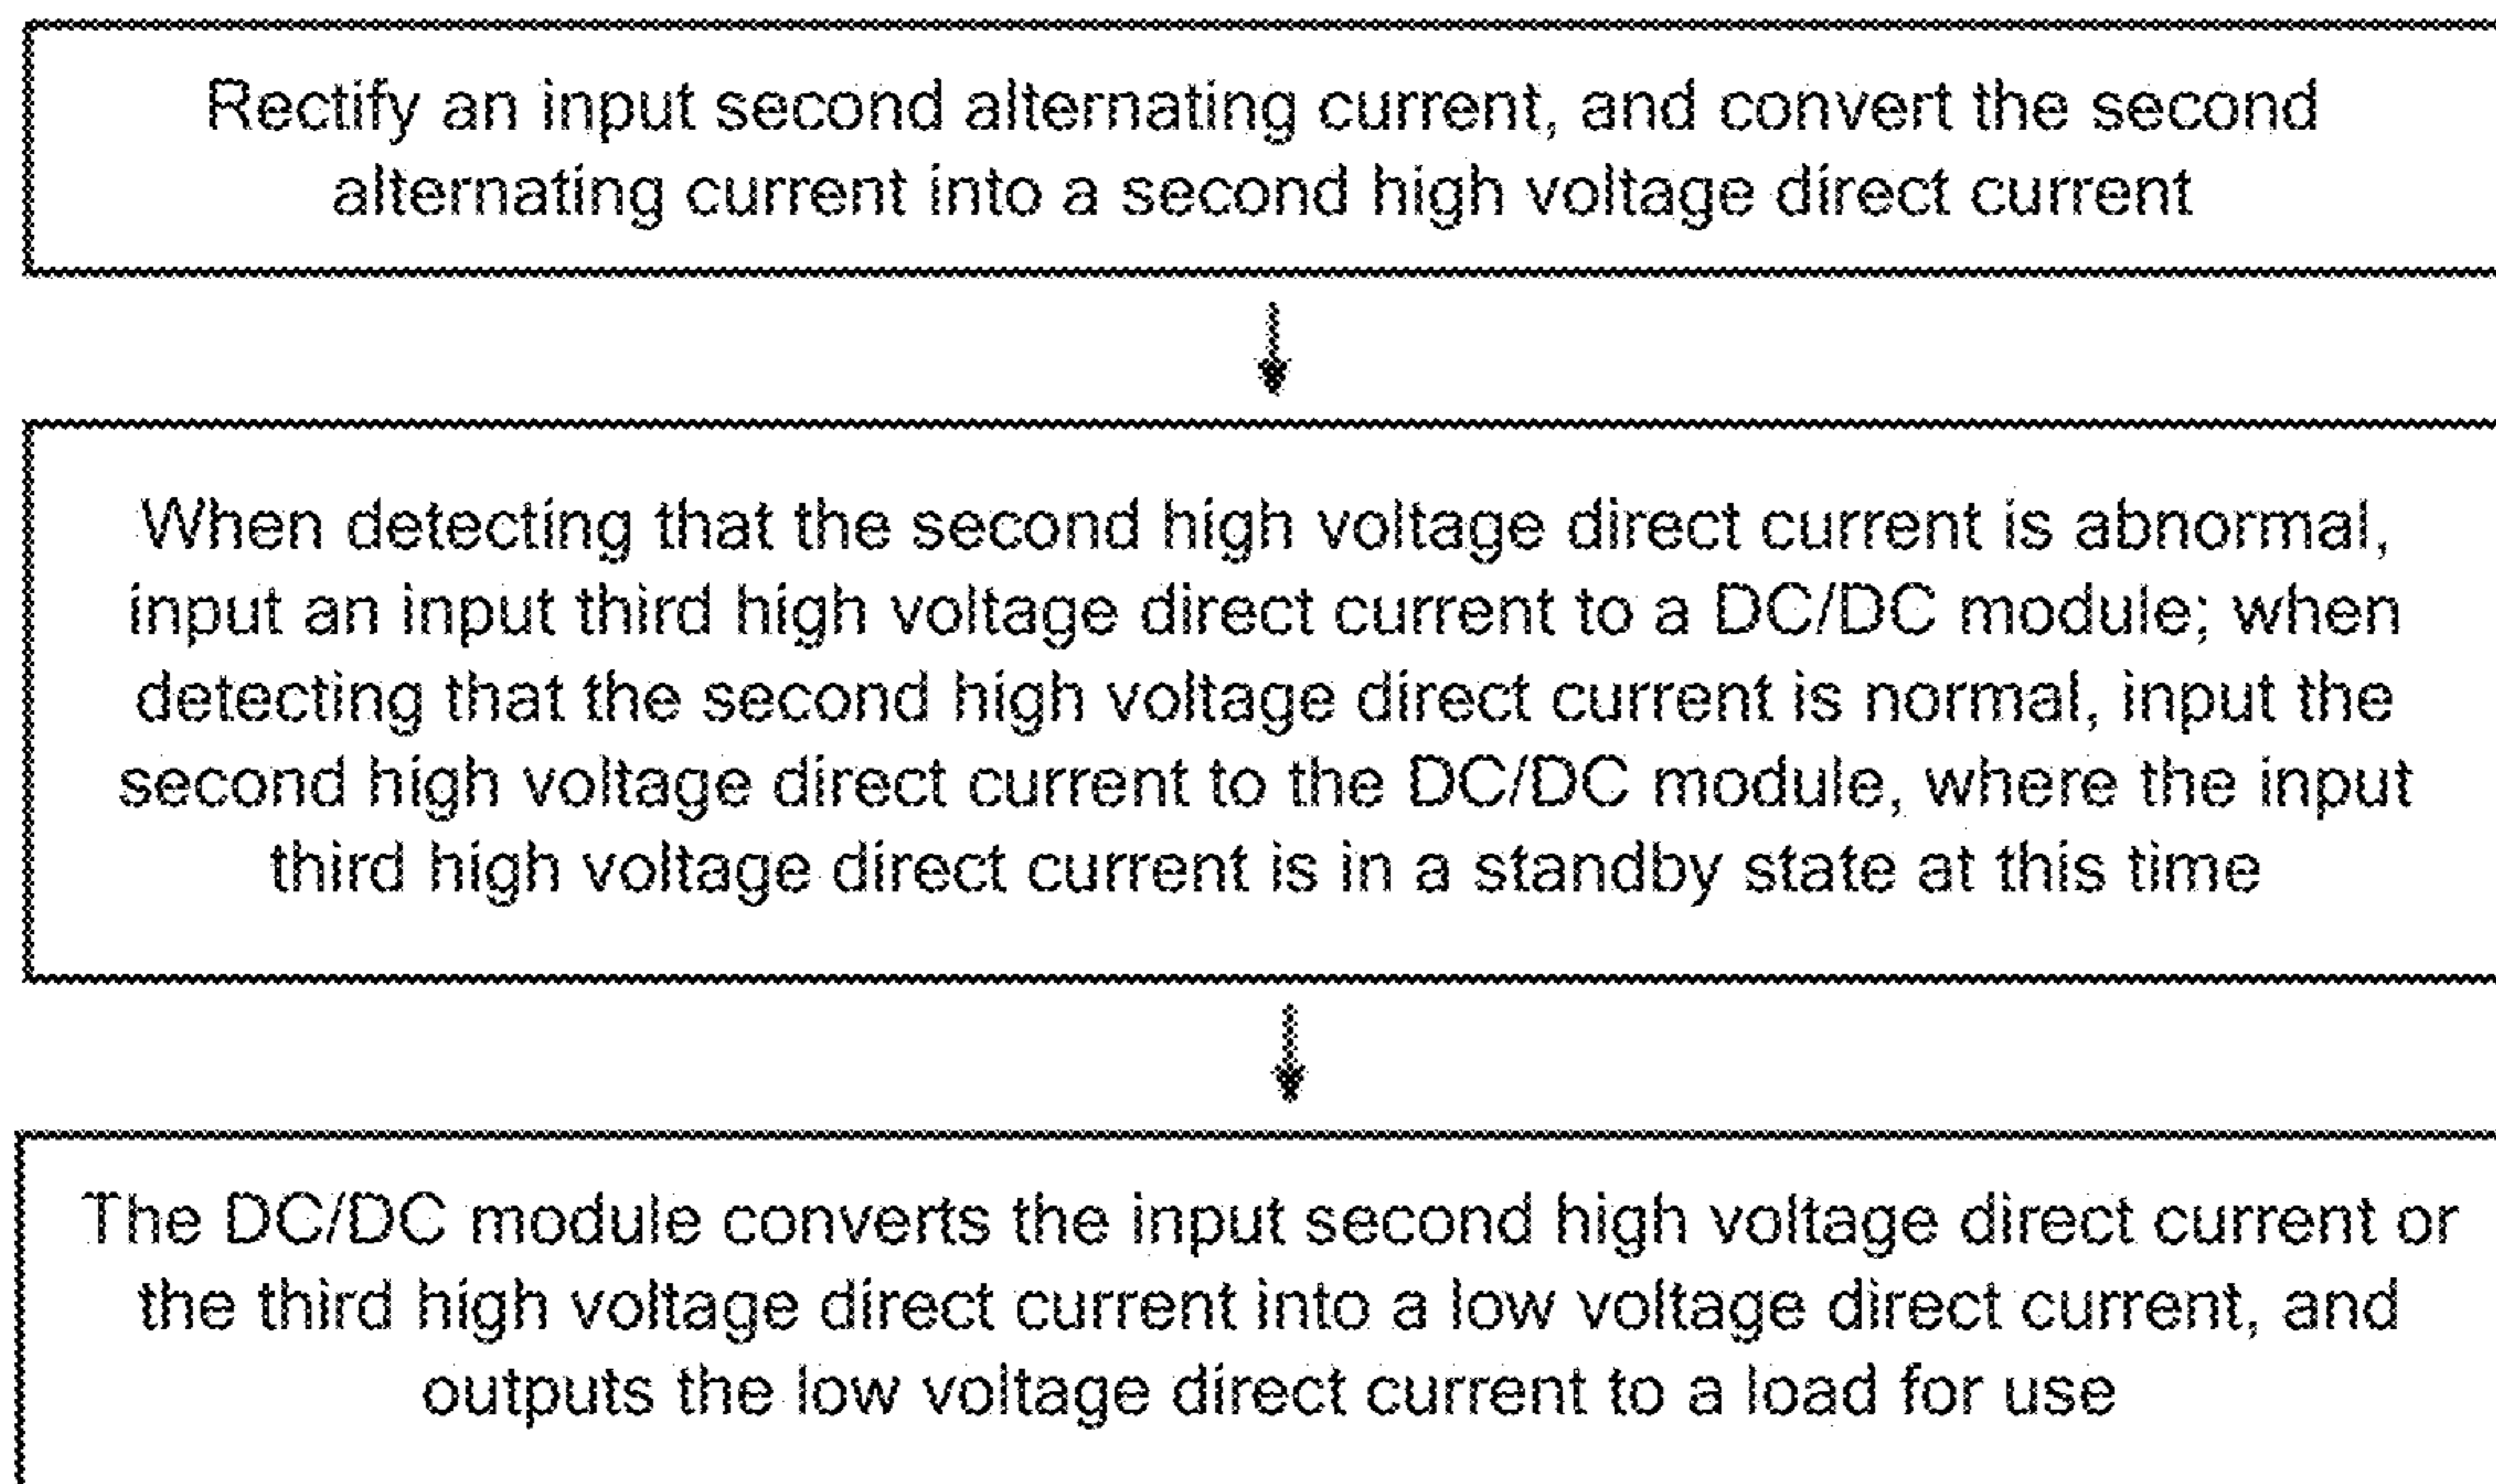 Rectify an input second alternating current, and convert the second
alternating current into a second high voltage direct current
When detecting that the second high voltage direct current is abnormal,
input an input third high voltage direct current to a DC/DC module; when
detecting that the second high voltage direct current is normal, input the
second high voltage direct current to the DC/DC module, where the input
third high voltage direct current is in a standby state at this time
The DC/DC module converts the input second high voltage direct current or
the third high voltage direct current into a low voltage direct current, and
outputs the low voltage direct current to a load for use